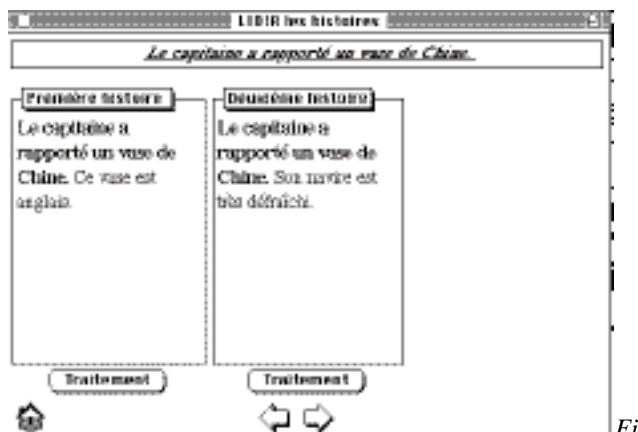 LIDIA les histoires
Le capitaine a rapporté un vase de Chine.
Première histoire
Le capitaine a
rapporté un vase de
Chine. Ce vase est
anglais.
Deuxième histoire
Le capitaine a
rapporté un vase de
Chine. Son navire est
très défraîchi.
Traitement
Traitement